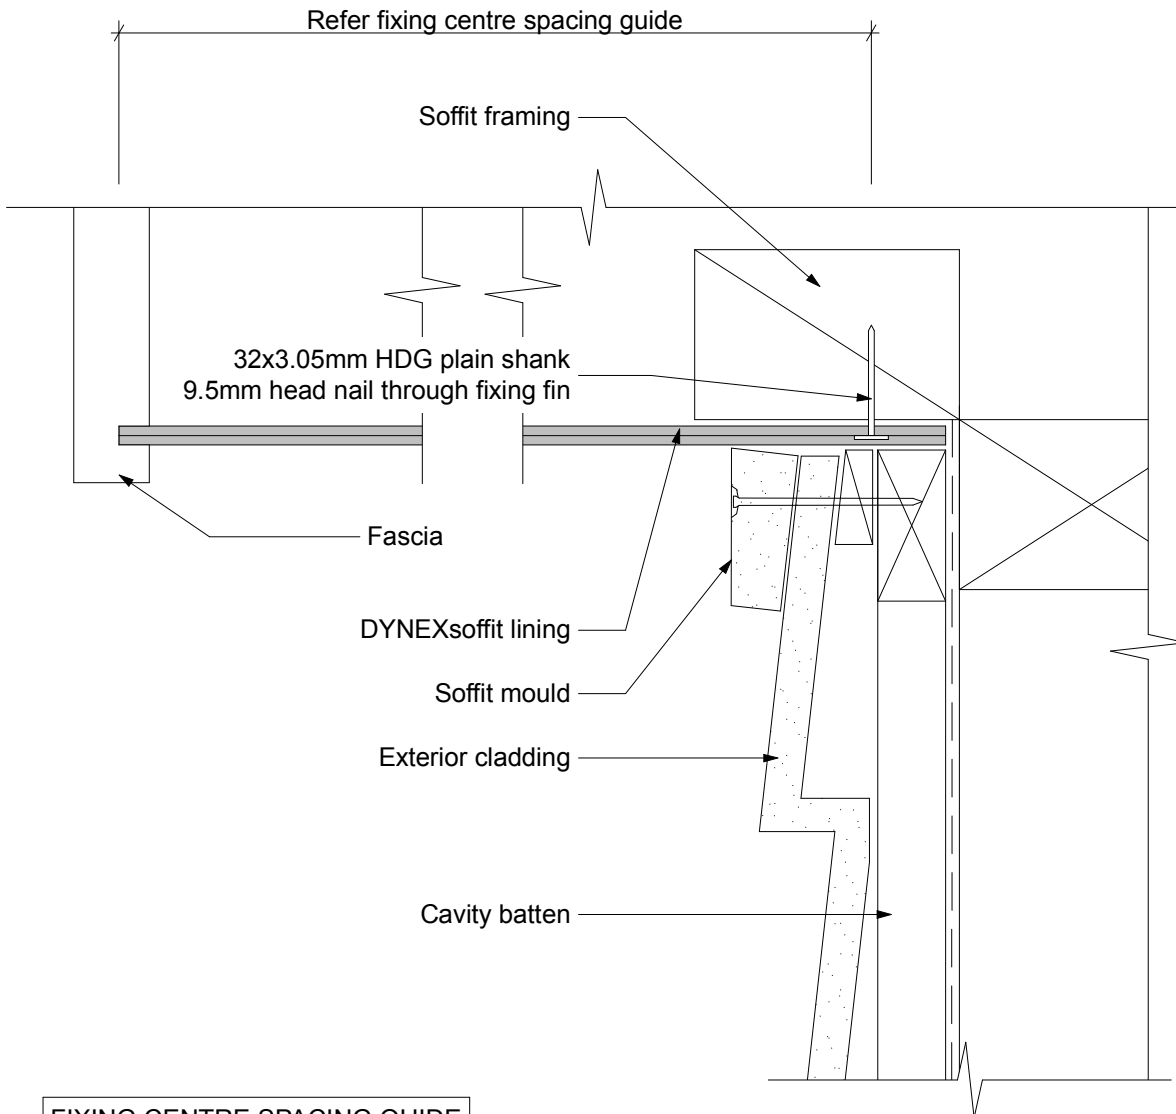 Refer fixing centre spacing guide
Soffit framing
32x3.05mm HDG plain shank
9.5mm head nail through fixing fin
Fascia
DYNEXsoffit lining
Soffit mould
Exterior cladding
Cavity batten
FIXING CENTRE SPACING GUIDE